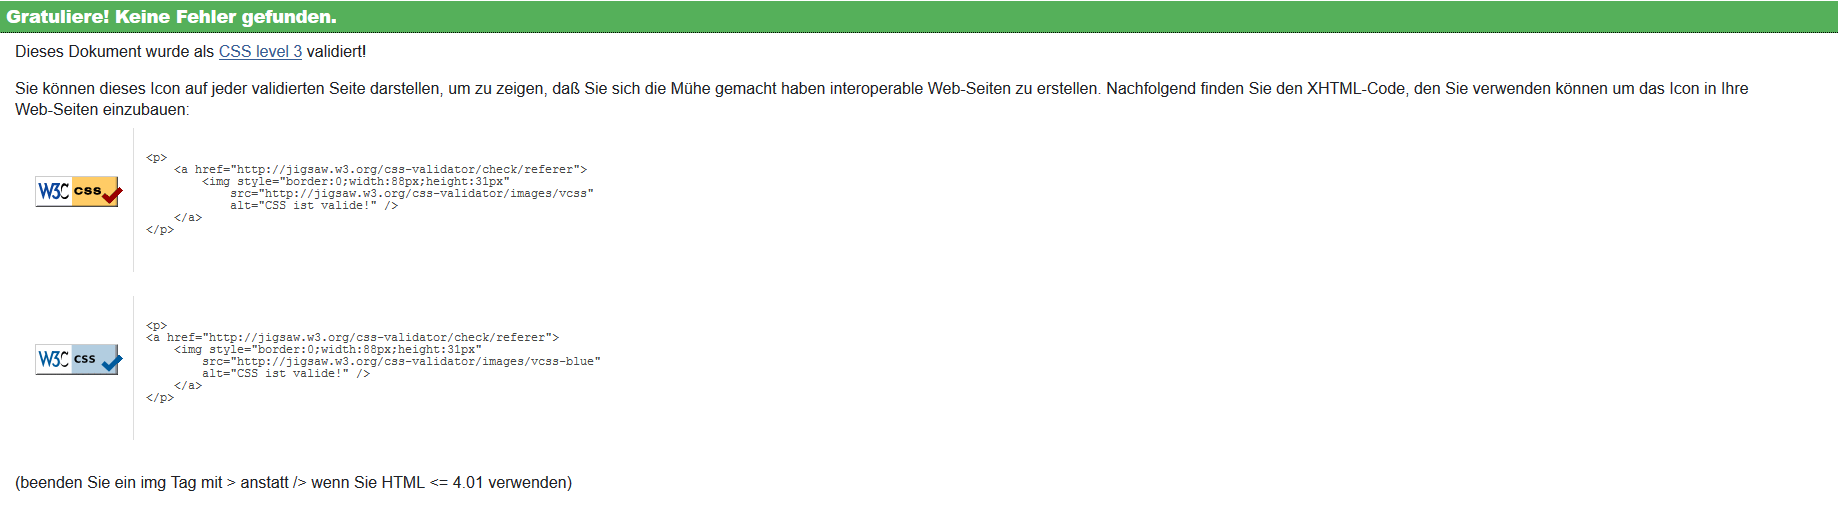 Gratuliere! Keine Fehler gefunden.
Dieses Dokument wurde als CSS level 3 validiert!
Sie können dieses Icon auf jeder validierten Seite darstellen, um zu zeigen, daß Sie sich die Mühe gemacht haben interoperable Web-Seiten zu erstellen. Nachfolgend finden Sie den XHTML-Code, den Sie verwenden können um das Icon in Ihre
Web-Seiten einzubauen:
W3C css
<p>
    <a href="http://jigsaw.w3.org/css-validator/check/referer">
        <img style="border:0;width:88px;height:31px"
            src="http://jigsaw.w3.org/css-validator/images/vcss"
            alt="CSS ist valide!" />
    </a>
</p>
W3C css
<p>
<a href="http://jigsaw.w3.org/css-validator/check/referer">
    <img style="border:0;width:88px;height:31px"
        src="http://jigsaw.w3.org/css-validator/images/vcss-blue"
        alt="CSS ist valide!" />
    </a>
</p>
(beenden Sie ein img Tag mit > anstatt /> wenn Sie HTML <= 4.01 verwenden)